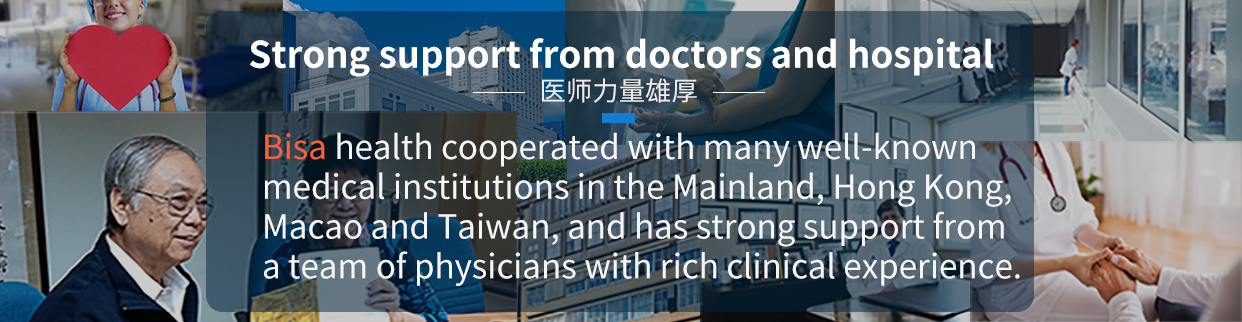 Strong support from doctors and hospital
医师力量雄厚
Bisa health cooperated with many well-known
medical institutions in the Mainland, Hong Kong,
Macao and Taiwan, and has strong support from
a team of physicians with rich clinical experience.